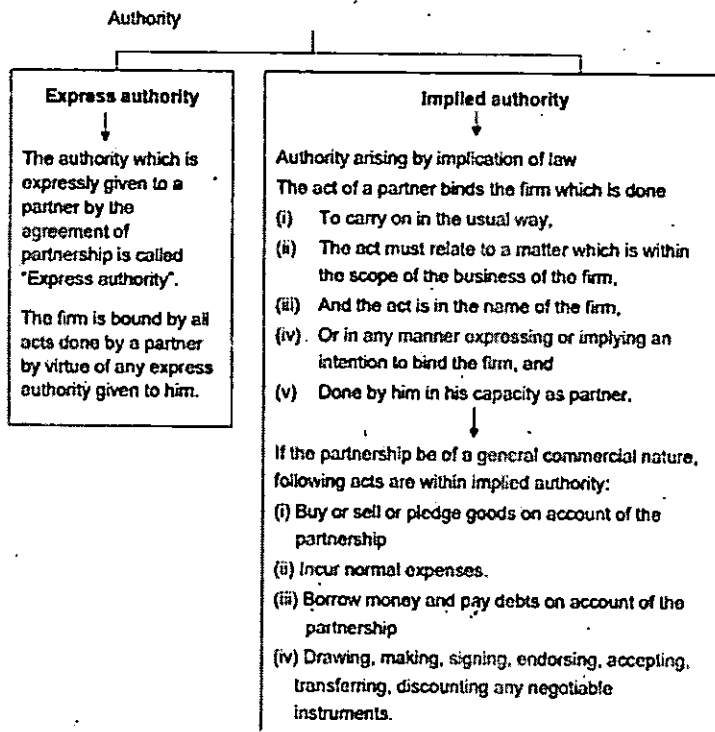 Authority
Express authority
The authority which is
expressly given to a
partner by the
agreement of
partnership is called
"Express authority".
The firm is bound by all
acts done by a partner
by virtue of any express
authority given to him.
Implied authority
Authority arising by implication of law
The act of a partner binds the firm which is done
(i) To carry on in the usual way,
(ii) The act must relate to a matter which is within
the scope of the business of the firm,
(iii) And the act is in the name of the firm,
(iv). Or in any manner expressing or implying an
intention to bind the firm, and
(v) Done by him in his capacity as partner.
If the partnership be of a general commercial nature,
following acts are within implied authority:
(i) Buy or sell or pledge goods on account of the
partnership
(ii) Incur normal expenses.
(iii) Borrow money and pay debts on account of the
partnership
(iv) Drawing, making, signing, endorsing, accepting,
transferring, discounting any negotiable
instruments.